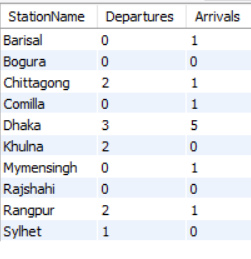 StationName Departures Arrivals
Barisal 0 1
Bogura 0 0
Chittagong 2 1
Comilla 0 1
Dhaka 3 5
Khulna 2 0
Mymensingh 0 1
Rajshahi 0 0
Rangpur 2 1
Sylhet 1 0